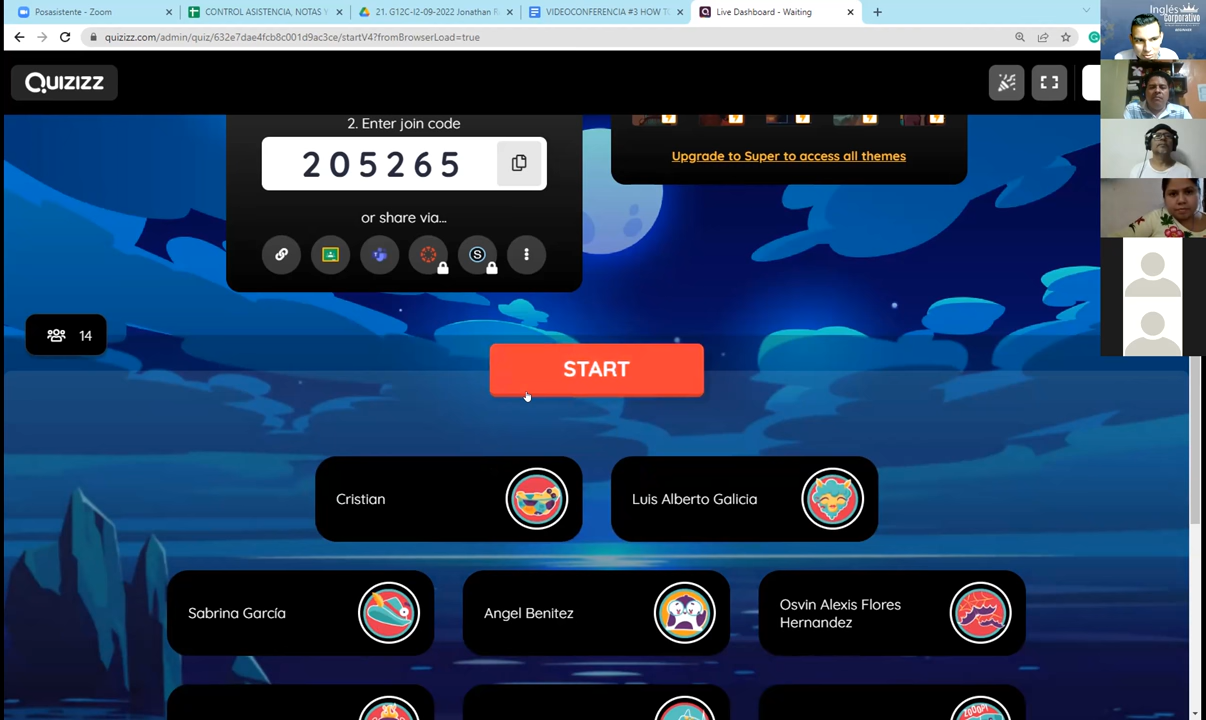 Posasistente - Zoom
CONTROL ASISTENCIA, NOTAS Y
21. G12C-I2-09-2022 Jonathan R
VIDEOCONFERENCIA #3 HOW TO
Live Dashboard - Waiting
quizizz.com/admin/quiz/632e7dae4fcb8c001d9ac3ce/startV4?fromBrowserLoad=true
Inglés
Corporativo
QUIZIZZ
2. Enter join code
205265
or share via...
Upgrade to Super to access all themes
14
START
Cristian
Luis Alberto Galicia
Sabrina García
Angel Benitez
Osvin Alexis Flores
Hernandez